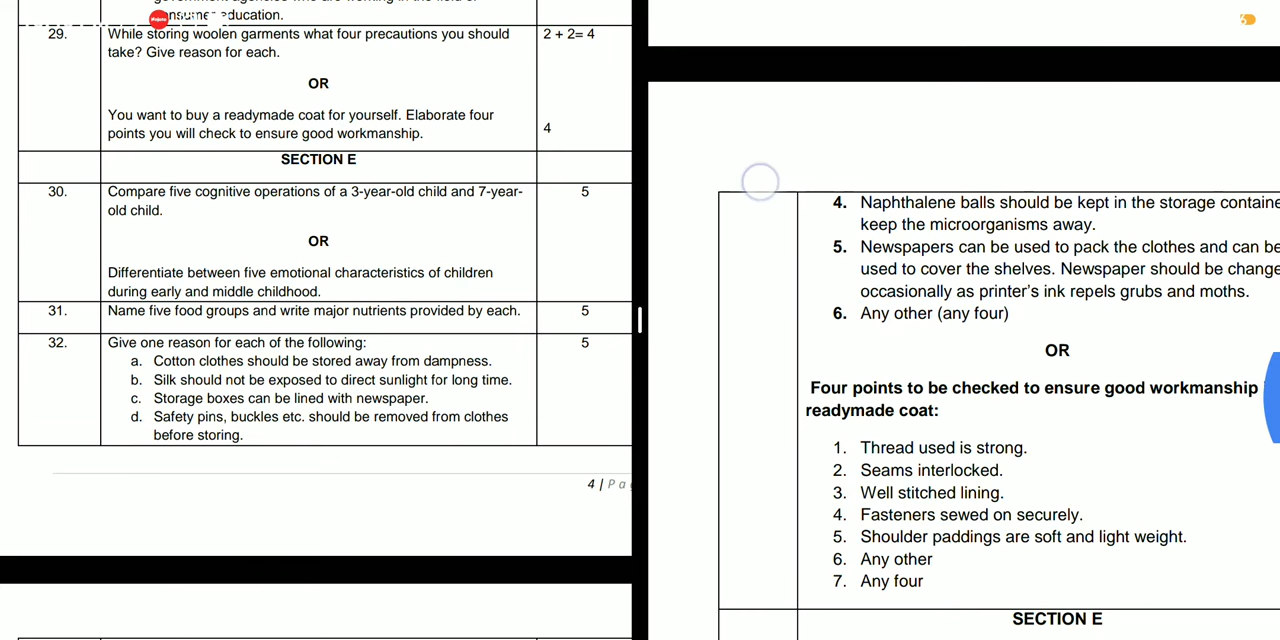 nsumer education.
29. While storing woolen garments what four precautions you should 2 + 2= 4
take? Give reason for each.
OR
You want to buy a readymade coat for yourself. Elaborate four
points you will check to ensure good workmanship. 4
SECTION E
30. Compare five cognitive operations of a 3-year-old child and 7-year- 5
old child.
OR
Differentiate between five emotional characteristics of children
during early and middle childhood.
31. Name five food groups and write major nutrients provided by each. 5
32. Give one reason for each of the following: 5
a. Cotton clothes should be stored away from dampness.
b. Silk should not be exposed to direct sunlight for long time.
c. Storage boxes can be lined with newspaper.
d. Safety pins, buckles etc. should be removed from clothes
before storing.
4 | P a
4. Naphthalene balls should be kept in the storage containe
keep the microorganisms away.
5. Newspapers can be used to pack the clothes and can be
used to cover the shelves. Newspaper should be change
occasionally as printer's ink repels grubs and moths.
6. Any other (any four)
OR
Four points to be checked to ensure good workmanship
readymade coat:
1. Thread used is strong.
2. Seams interlocked.
3. Well stitched lining.
4. Fasteners sewed on securely.
5. Shoulder paddings are soft and light weight.
6. Any other
7. Any four
SECTION E